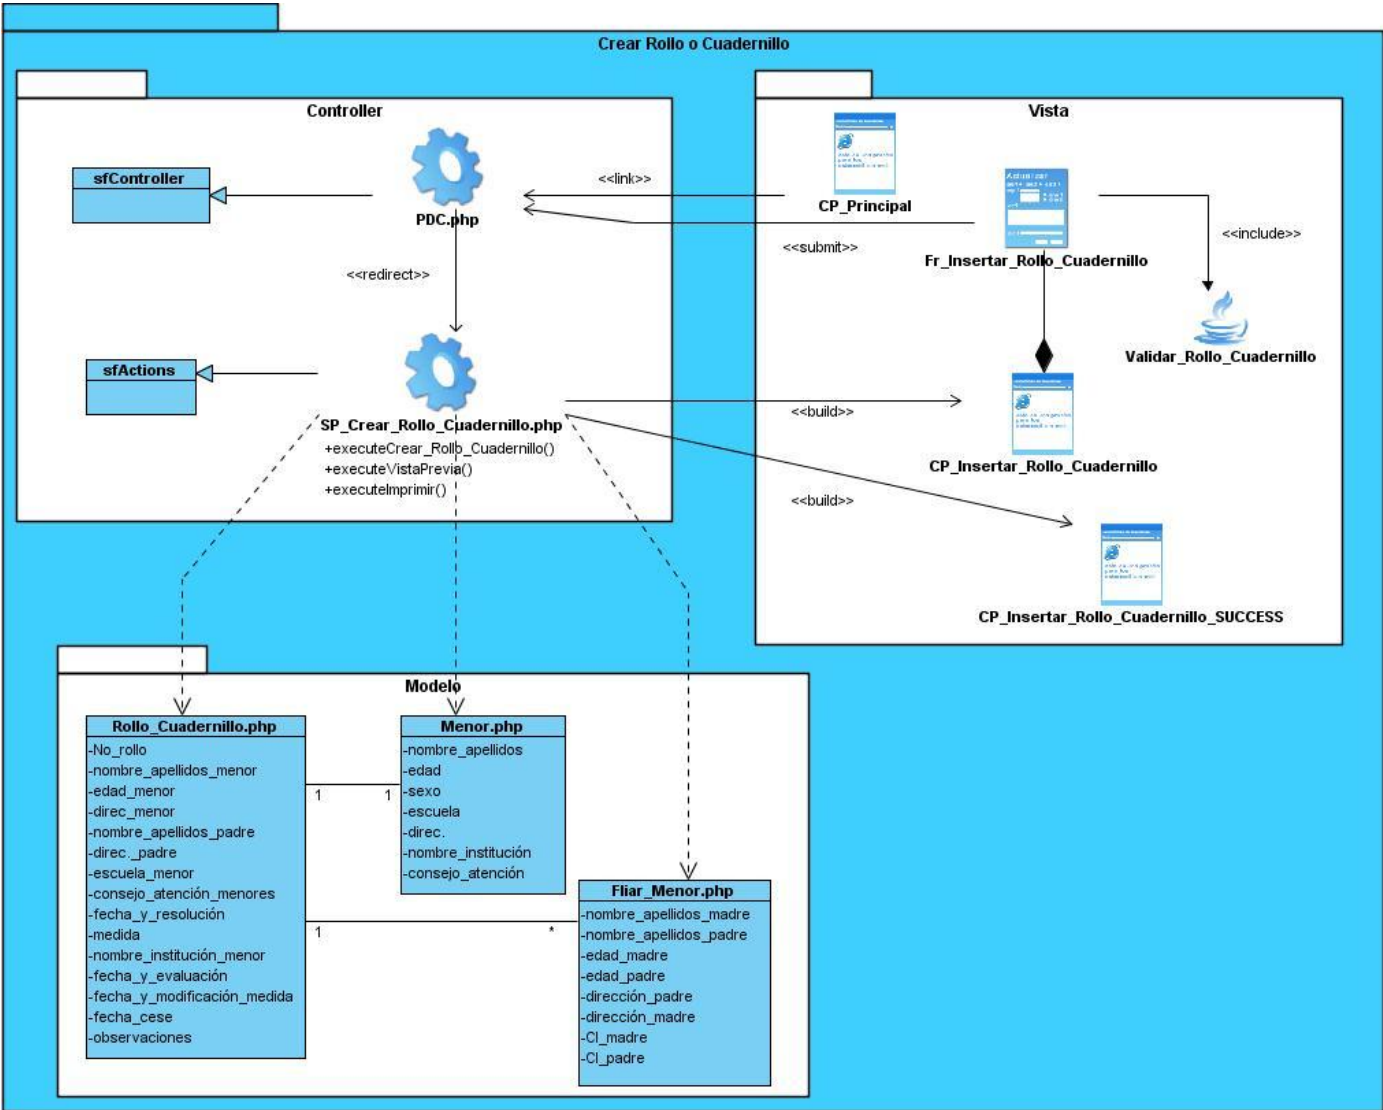 Crear Rollo o Cuadernillo
Controller
sfController
PDC.php
<<redirect>>
sfActions
SP_Crear_Rollo_Cuadernillo.php
+executeCrear_Rollo_Cuadernillo()
+executeVistaPrevia()
+executeImprimir()
<<link>>
<<submit>>
<<build>>
<<build>>
Vista
CP_Principal
Actualizar
Fr_Insertar_Rollo_Cuadernillo
<<include>>
Validar_Rollo_Cuadernillo
CP_Insertar_Rollo_Cuadernillo
CP_Insertar_Rollo_Cuadernillo_SUCCESS
Modelo
Rollo_Cuadernillo.php
-No_rollo
-nombre_apellidos_menor
-edad_menor
-direc_menor
-nombre_apellidos_padre
-direc._padre
-escuela_menor
-consejo_atención_menores
-fecha_y_resolución
-medida
-nombre_institución_menor
-fecha_y_evaluación
-fecha_y_modificación_medida
-fecha_cese
-observaciones
1
1
Menor.php
-nombre_apellidos
-edad
-sexo
-escuela
-direc.
-nombre_institución
-consejo_atención
1
*
Fliar_Menor.php
-nombre_apellidos_madre
-nombre_apellidos_padre
-edad_madre
-edad_padre
-dirección_padre
-dirección_madre
-CI_madre
-CI_padre